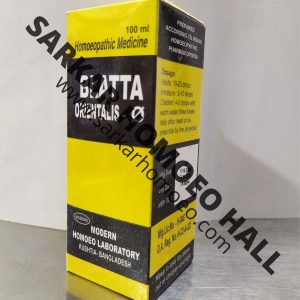 100 ml
Homoeopathic Medicine
BLATTA
ORIENTALIS Ø
MODERN
HOMOEO LABORATORY
KUSHTIA-BANGLADESH
PREPARED
ACCORDING TO INDIAN
HOMOEOPATHIC
PHARMACOPOEIA
Dosage:
Adults: 10-20 drops
Children: 4-5 drops with
warm water three times
daily after meal or as
prescribe by the physician
SARKAR HOMOEO HALL
www.sarkarhomoeo.com